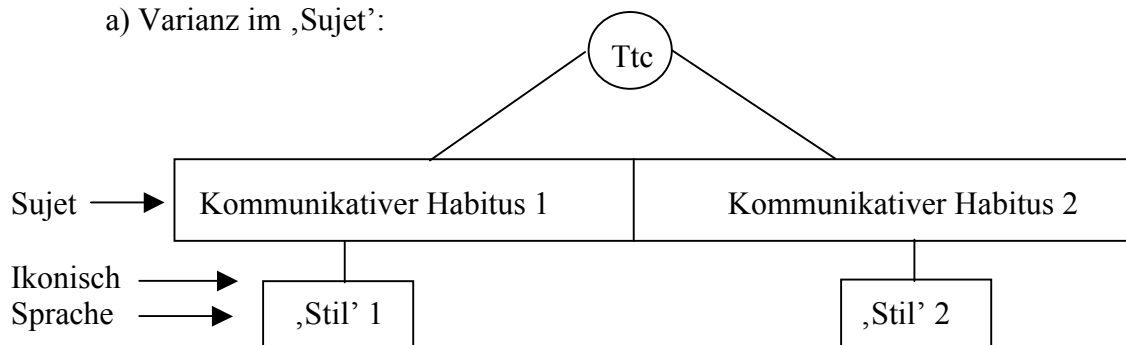 a) Varianz im ‚Sujet’:
Ttc
Sujet Kommunikativer Habitus 1 Kommunikativer Habitus 2
Ikonisch
Sprache ‚Stil’ 1 ‚Stil’ 2